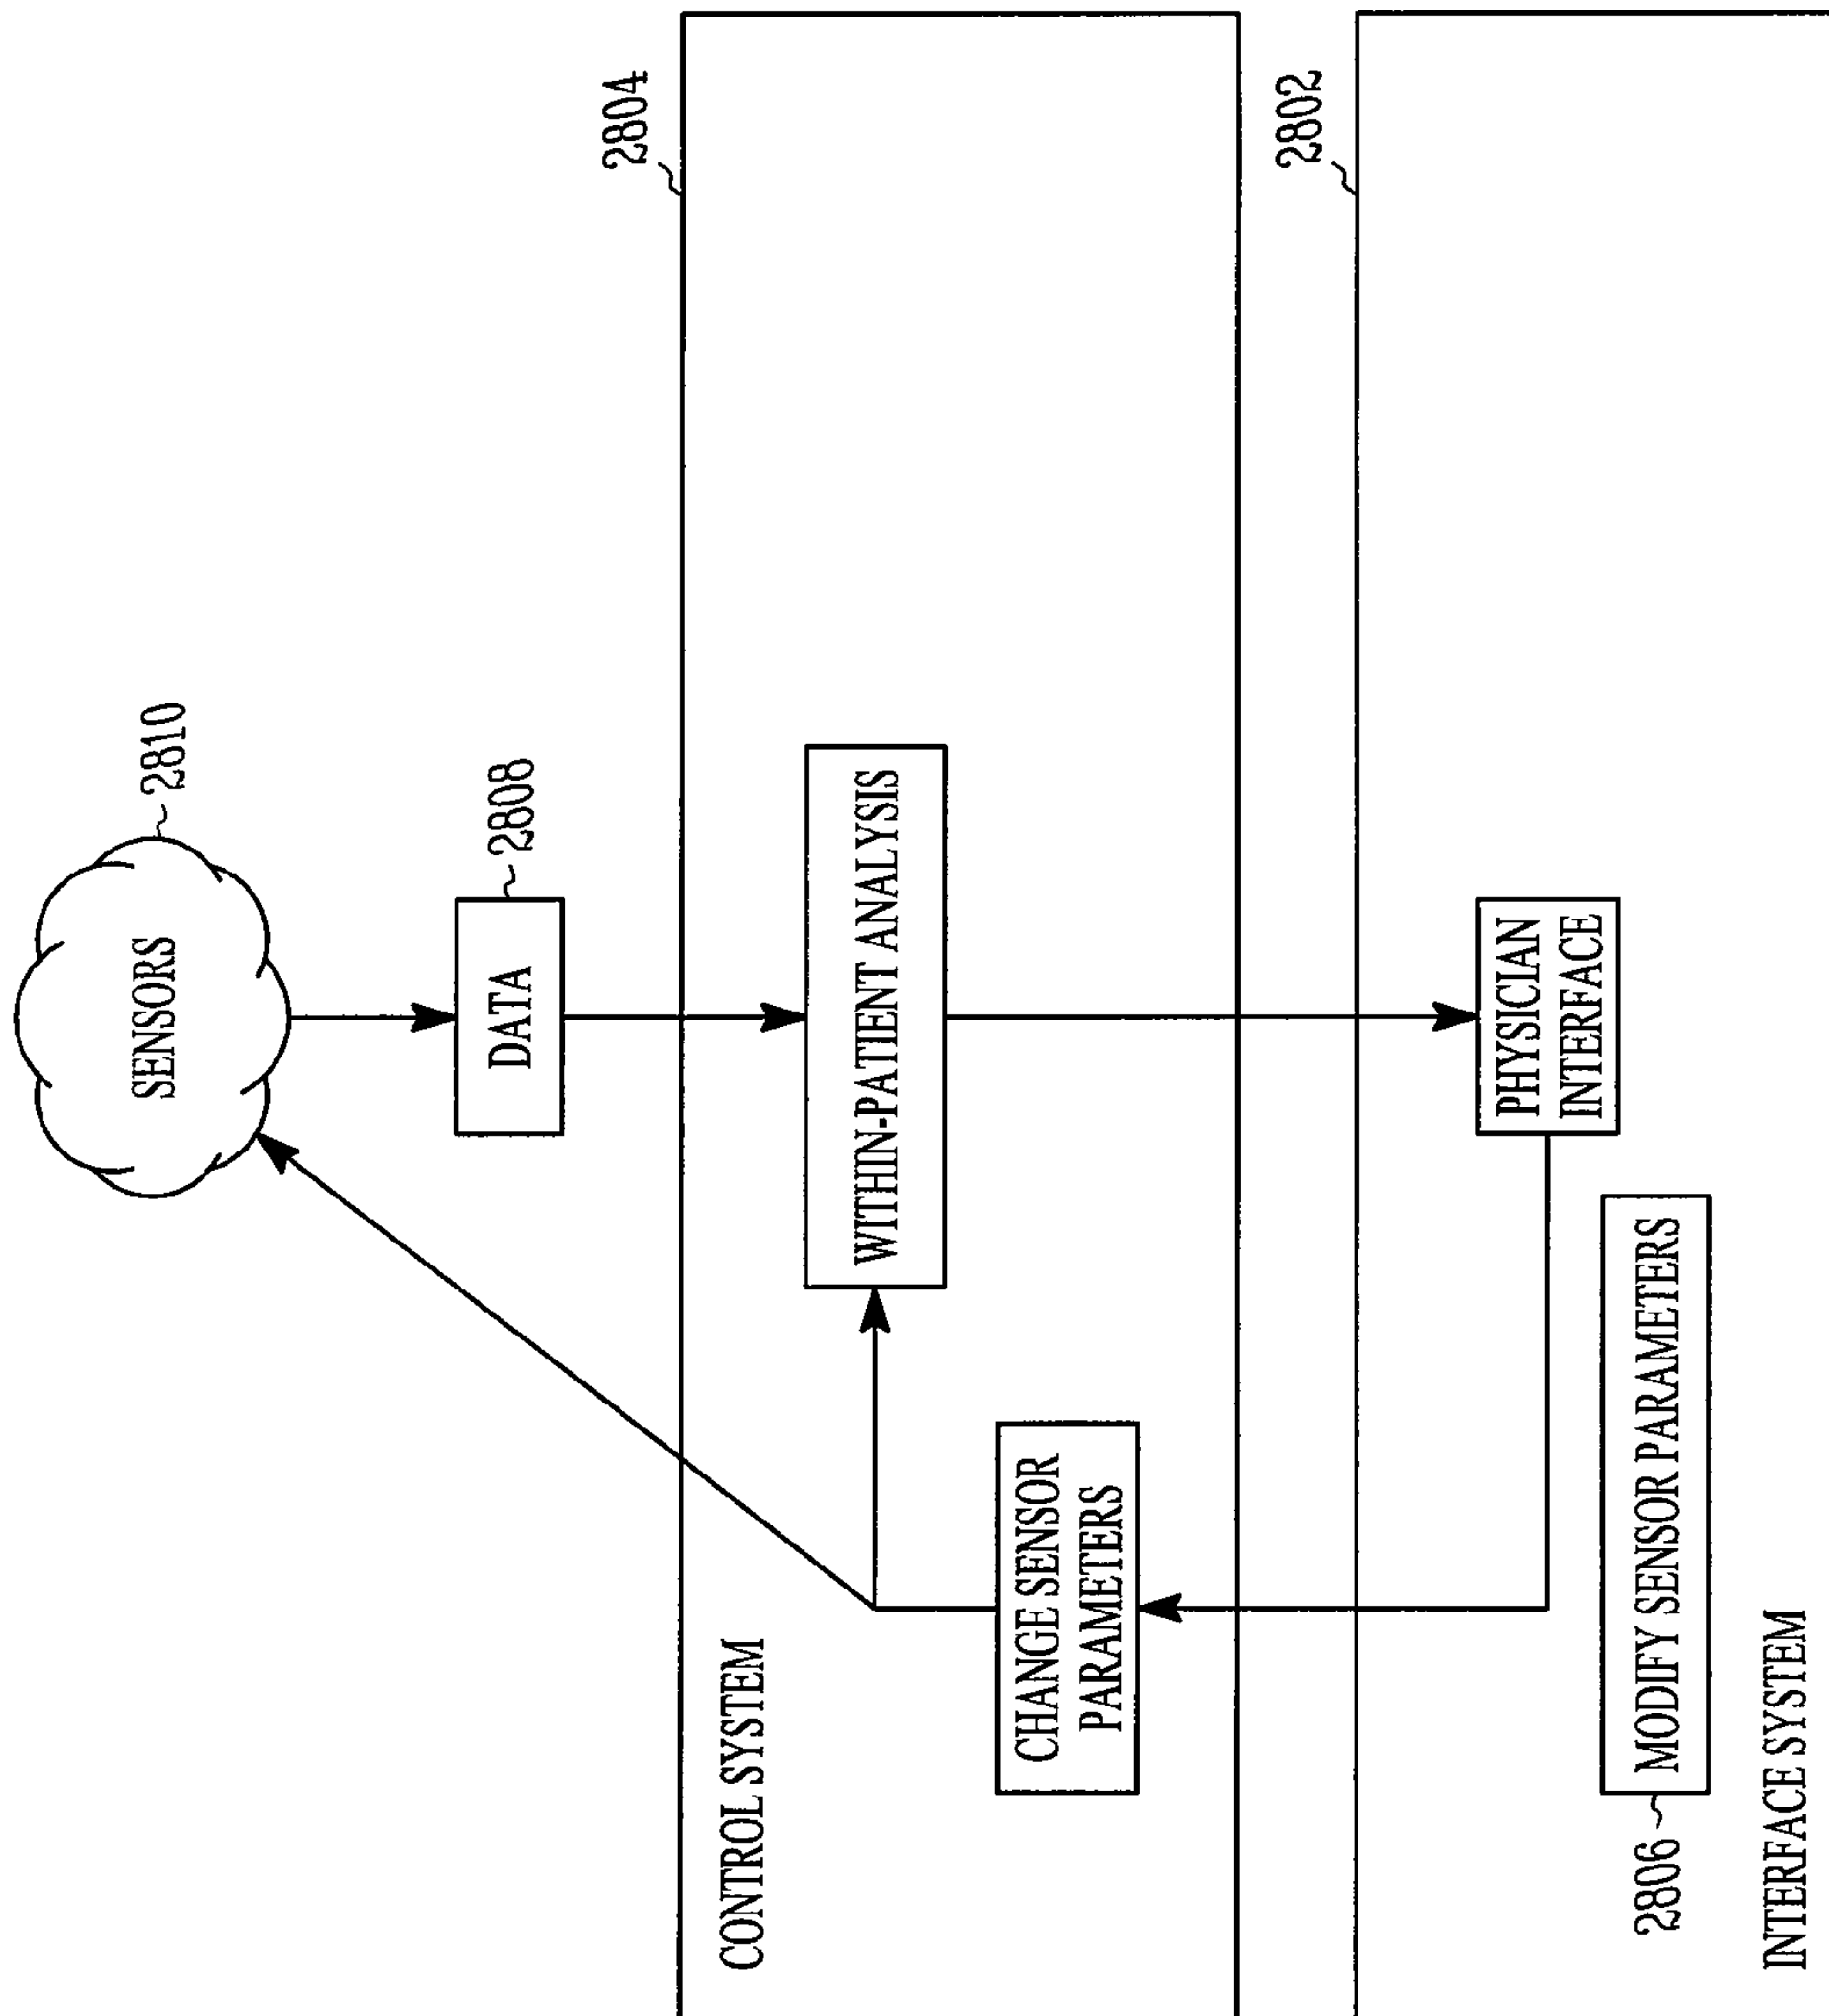 SENSORS
2810
DATA
2808
2804
CONTROL SYSTEM
WITHIN-PATIENT ANALYSIS
CHANGE SENSOR
PARAMETERS
2802
PHYSICIAN
INTERFACE
2806
MODIFY SENSOR PARAMETERS
INTERFACE SYSTEM